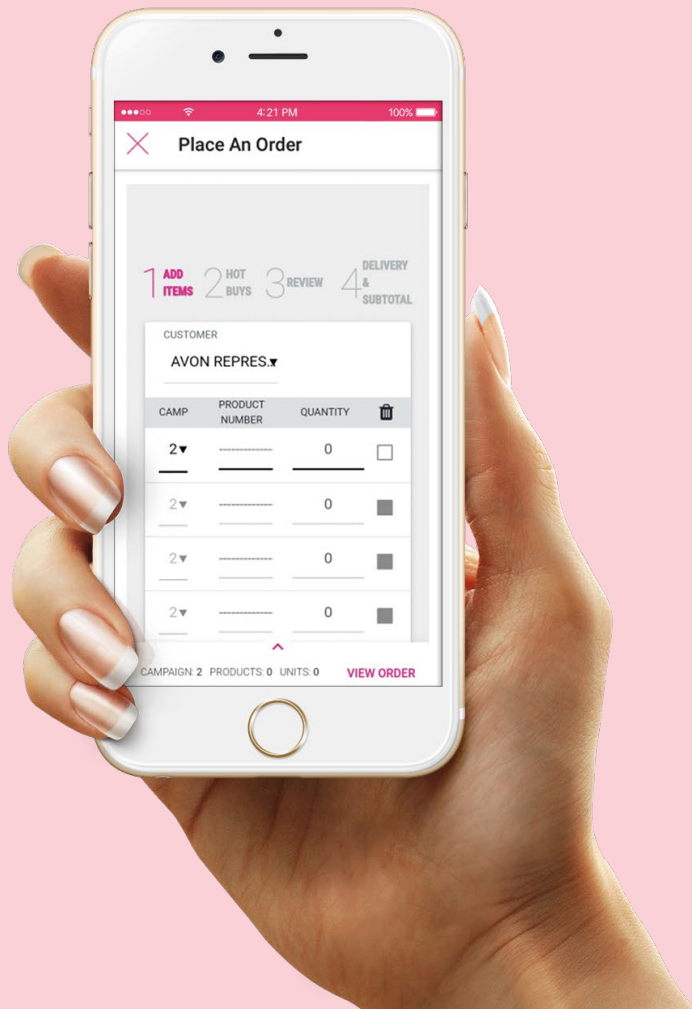 4:21 PM 100%
Place An Order
1 ADD ITEMS 2 HOT BUYS 3 REVIEW 4 DELIVERY & SUBTOTAL
CUSTOMER
AVON REPRES..
CAMP PRODUCT NUMBER QUANTITY
2 0
2 0
2 0
2 0
CAMPAIGN: 2 PRODUCTS: 0 UNITS: 0 VIEW ORDER